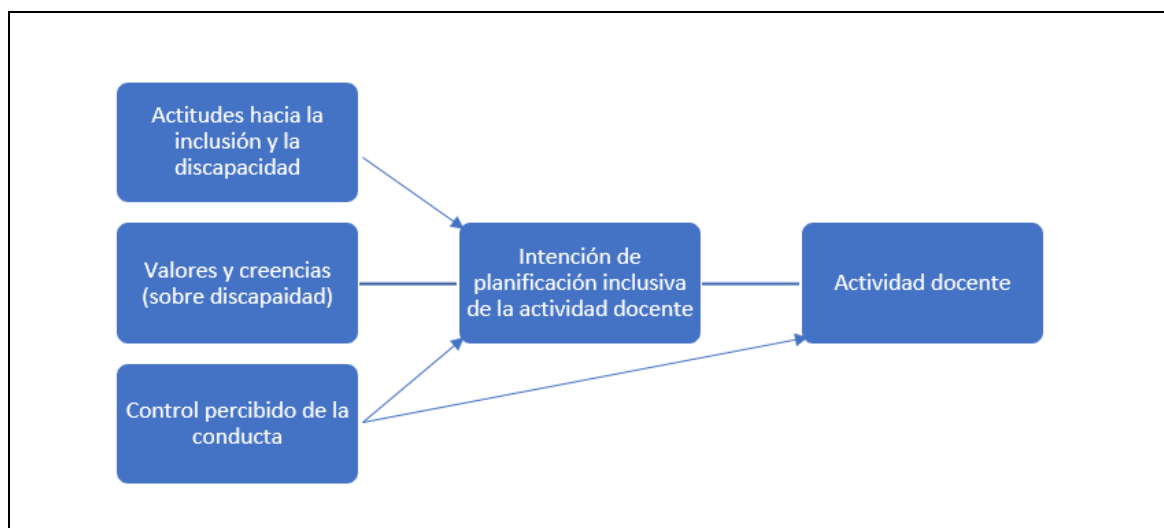 Actitudes hacia la
inclusión y la
discapacidad
Valores y creencias
(sobre discapaidad)
Control percibido de la
conducta
Intención de
planificación inclusiva
de la actividad docente
Actividad docente